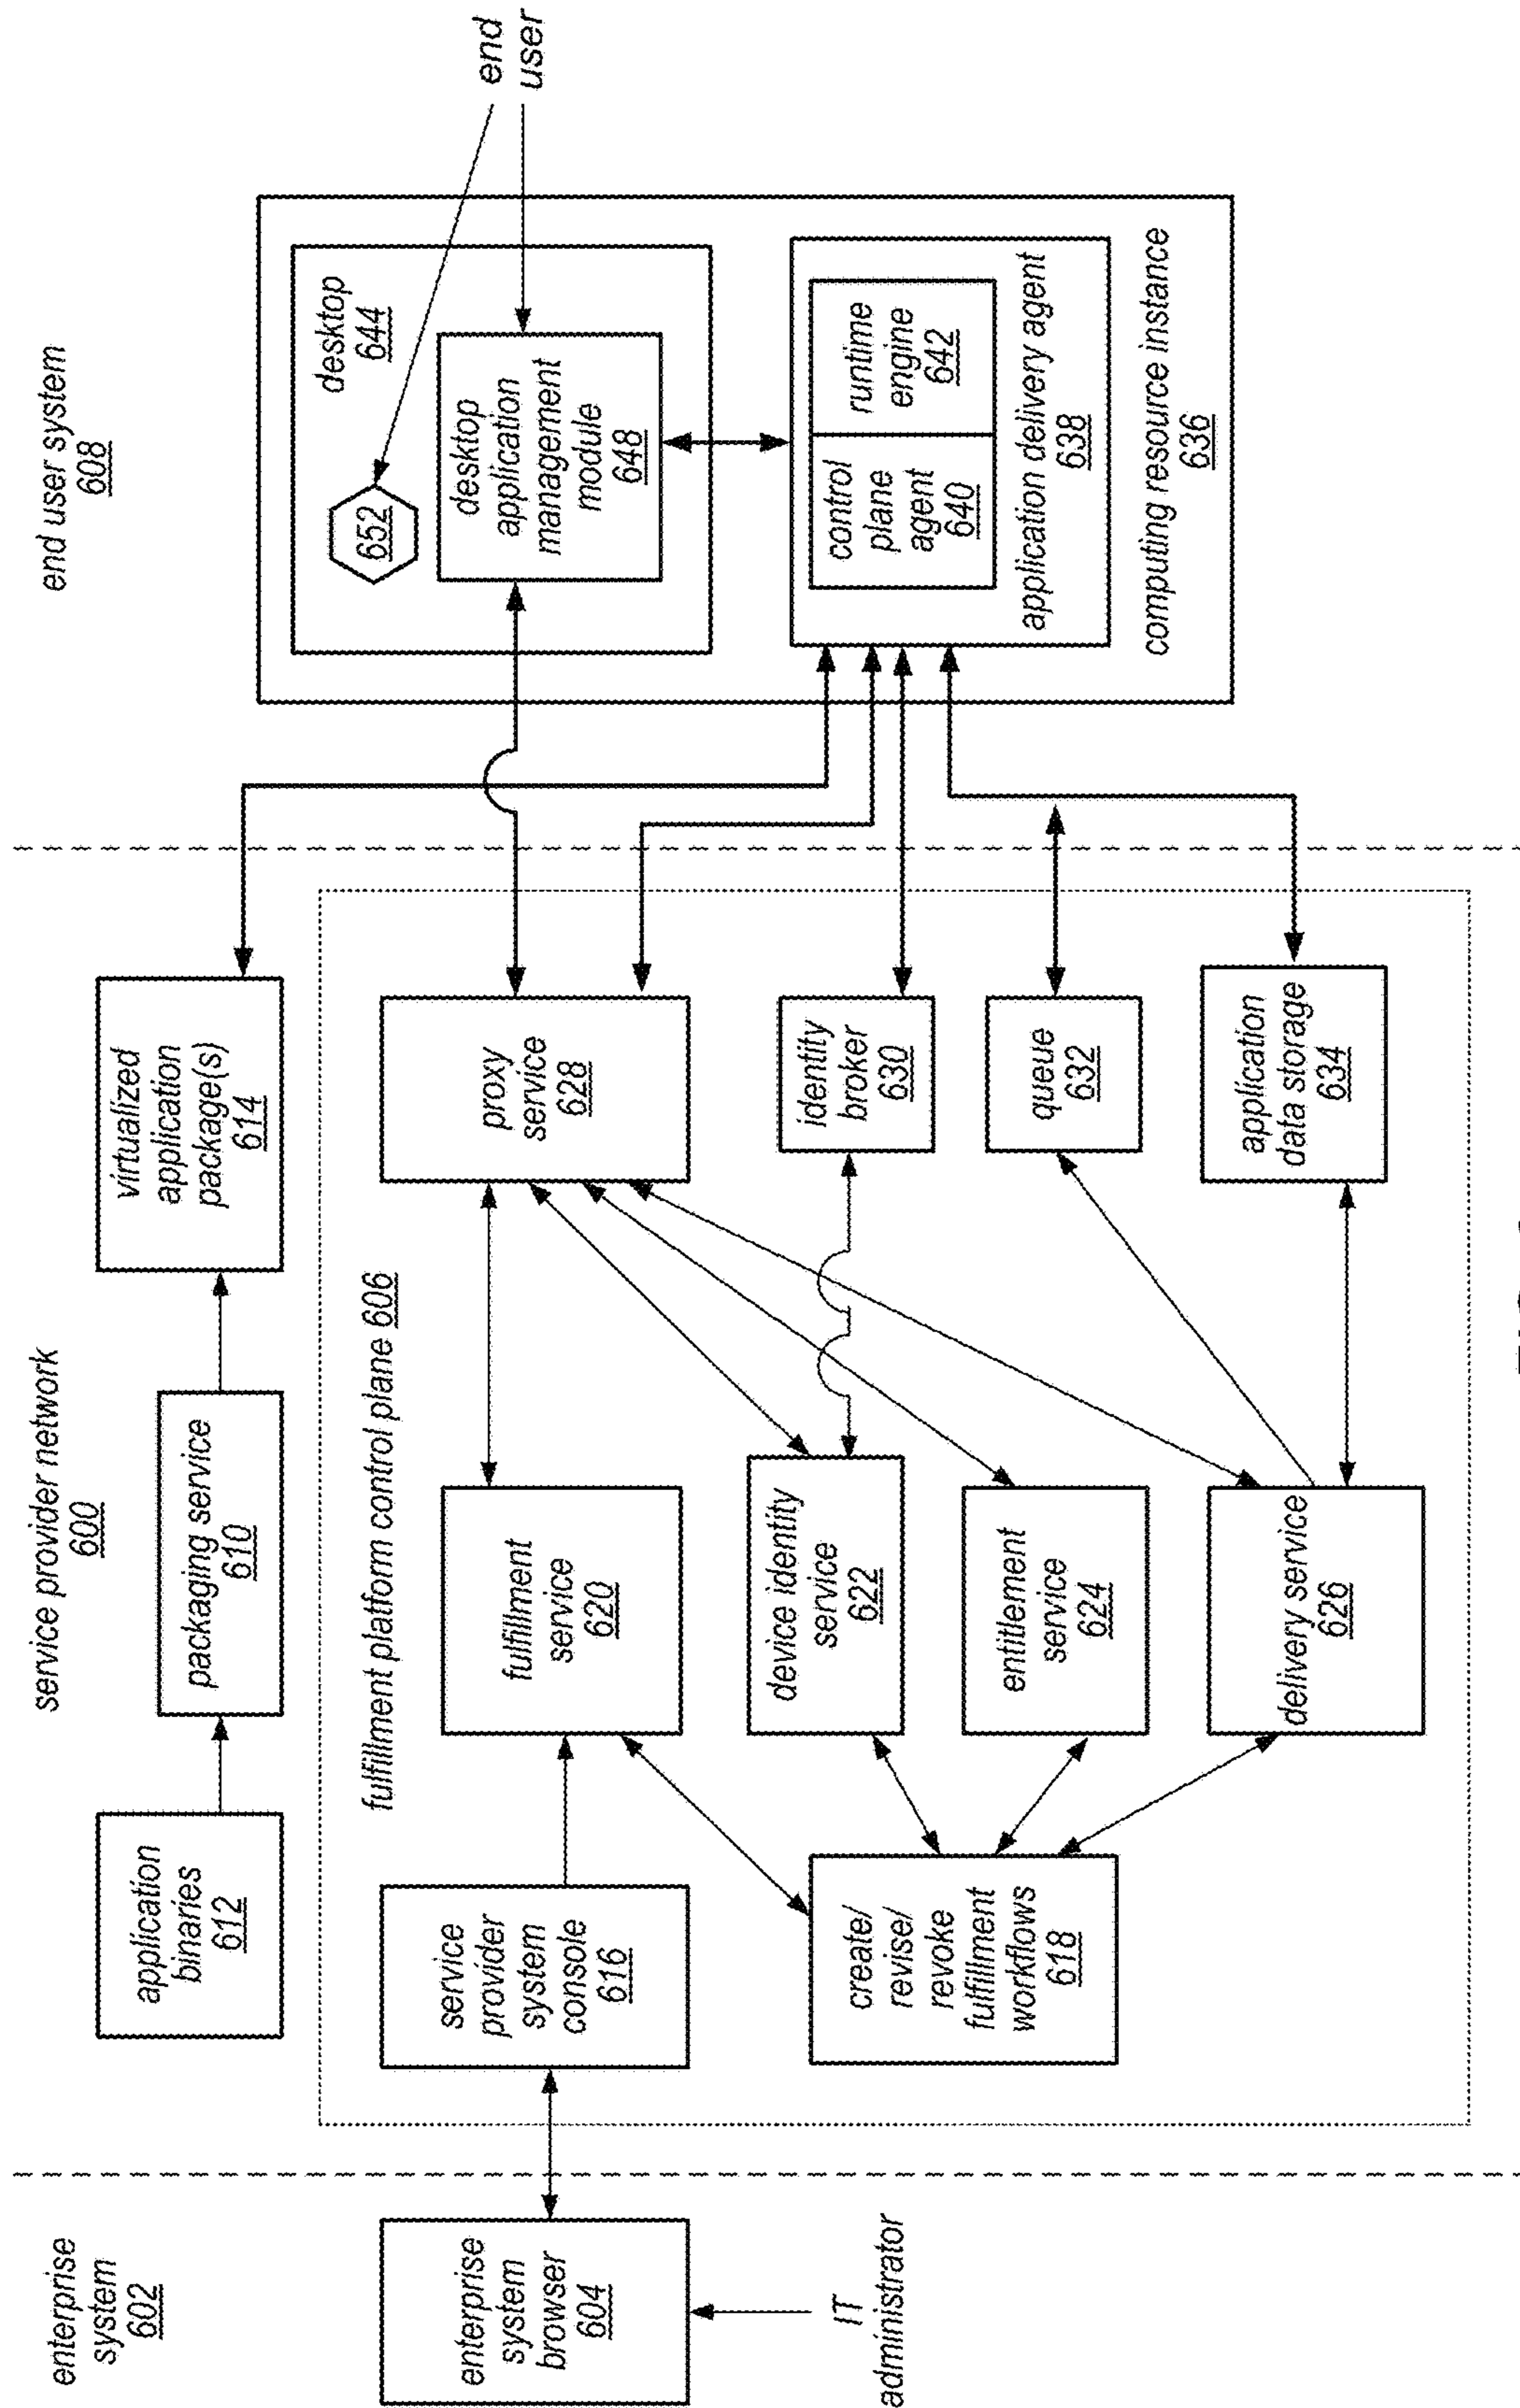 enterprise
system
602
service provider network
600
end user system
608
application
binaries
612
packaging service
610
virtualized
application
package(s)
614
fulfillment platform control plane 606
enterprise
system
browser
604
IT
administrator
service
provider
system
console
616
create/
revise/
revoke
fulfillment
workflows
618
fulfillment
service
620
device identity
service
622
entitlement
service
624
delivery service
626
proxy
service
628
identity
broker
630
queue
632
application
data storage
634
desktop
644
652
desktop
application
management
module
648
end
user
control
plane
agent
640
runtime
engine
642
application delivery agent
638
computing resource instance
636